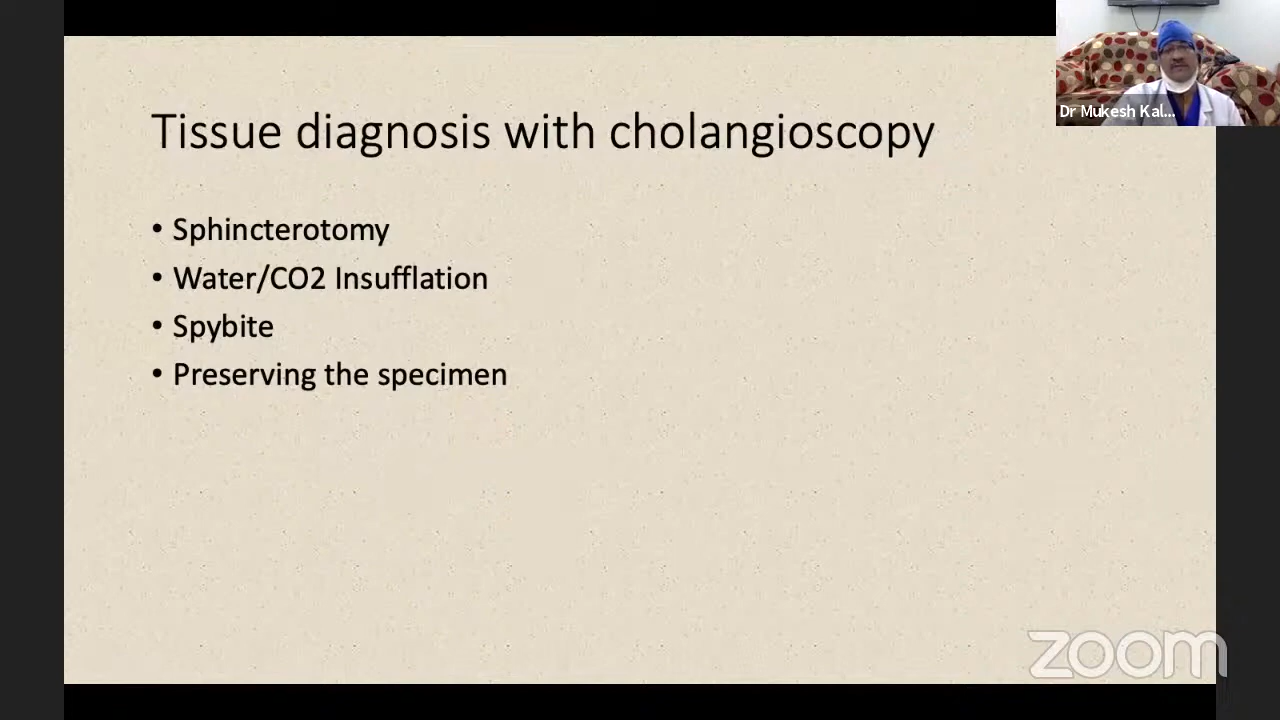 Tissue diagnosis with cholangioscopy
• Sphincterotomy
• Water/CO2 Insufflation
• Spybite
• Preserving the specimen
Dr Mukesh Kal...
zoom